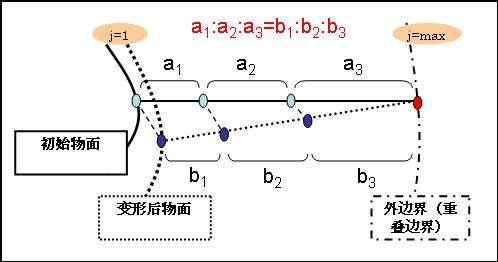 a1:a2:a3=b1:b2:b3
j=1
j=max
a1
a2
a3
初始物面
b1
b2
b3
变形后物面
外边界（重
叠边界）